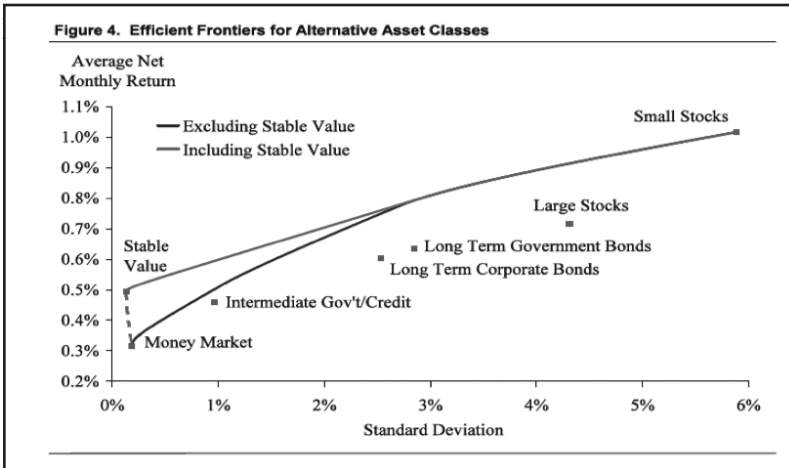 Figure 4. Efficient Frontiers for Alternative Asset Classes
Average Net
Monthly Return
1.1%
1.0%
0.9%
0.8%
0.7%
0.6%
0.5%
0.4%
0.3%
0.2%
Excluding Stable Value
Including Stable Value
Small Stocks
Large Stocks
Stable
Value
Long Term Government Bonds
Long Term Corporate Bonds
Intermediate Gov't/Credit
Money Market
0%
1%
2%
3%
4%
5%
6%
Standard Deviation